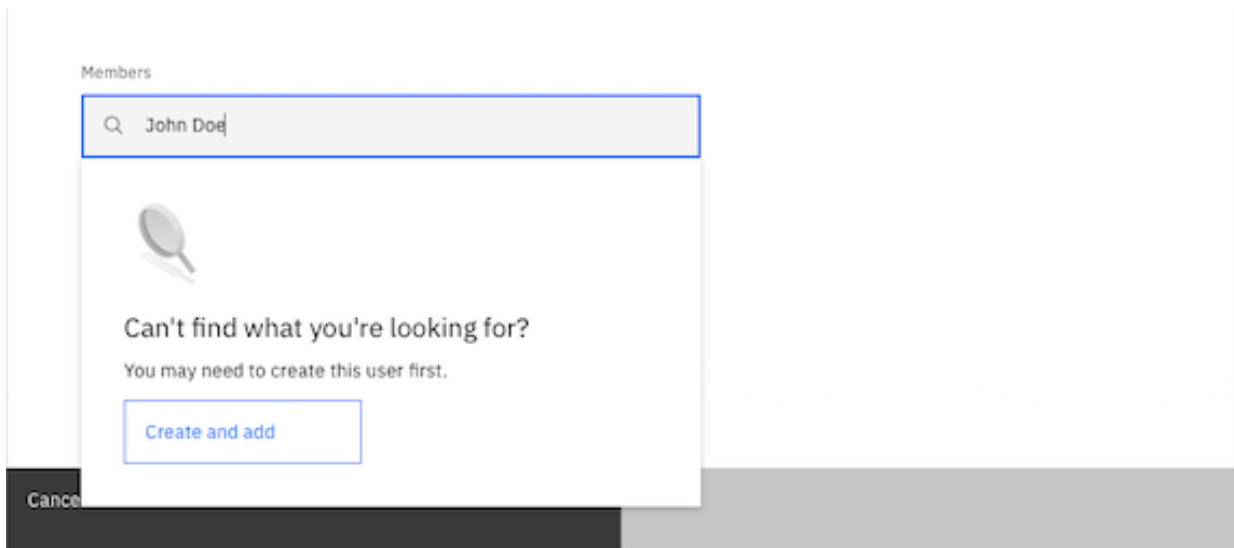 Members
John Doe
Can't find what you're looking for?
You may need to create this user first.
Create and add
Cance